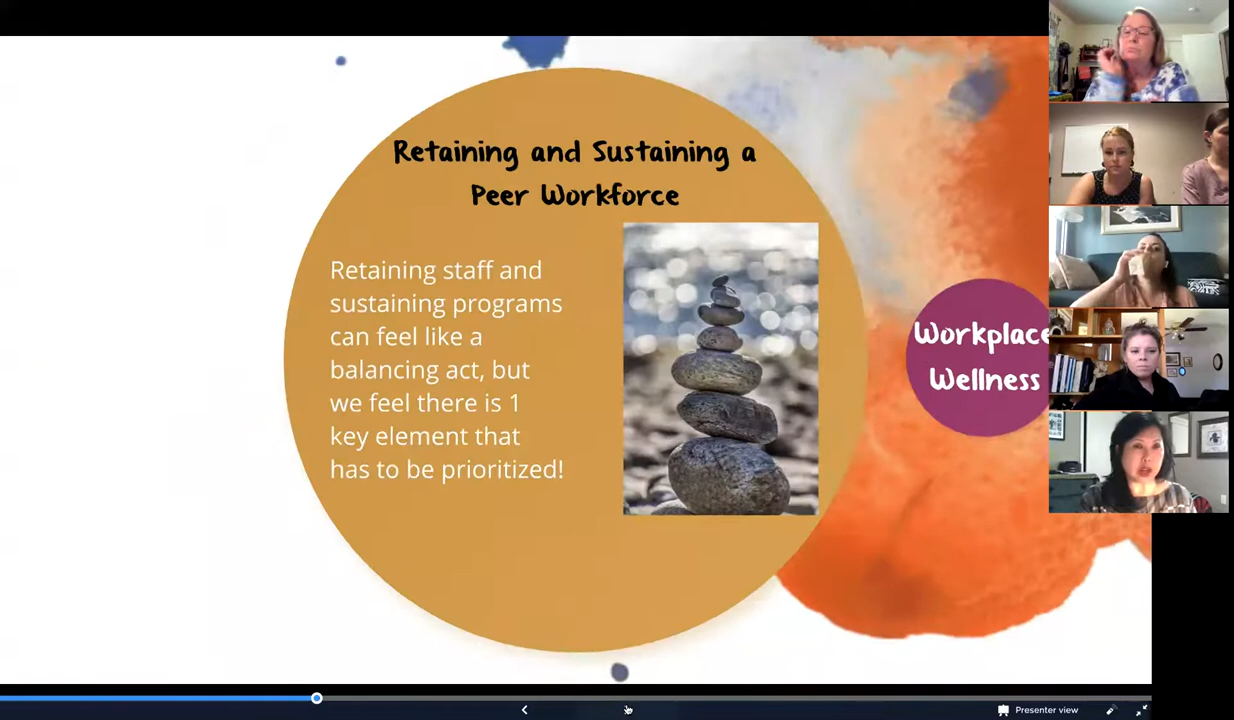 Retaining and Sustaining a
Peer Workforce
Retaining staff and
sustaining programs
can feel like a
balancing act, but
we feel there is 1
key element that
has to be prioritized!
Workplace
Wellness
Presenter view